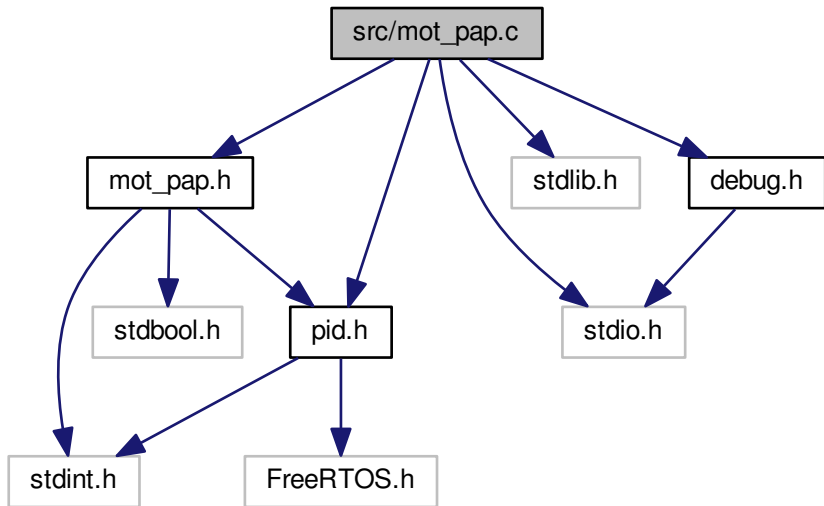 src/mot_pap.c
mot_pap.h
stdlib.h
debug.h
stdbool.h
pid.h
stdio.h
stdint.h
FreeRTOS.h